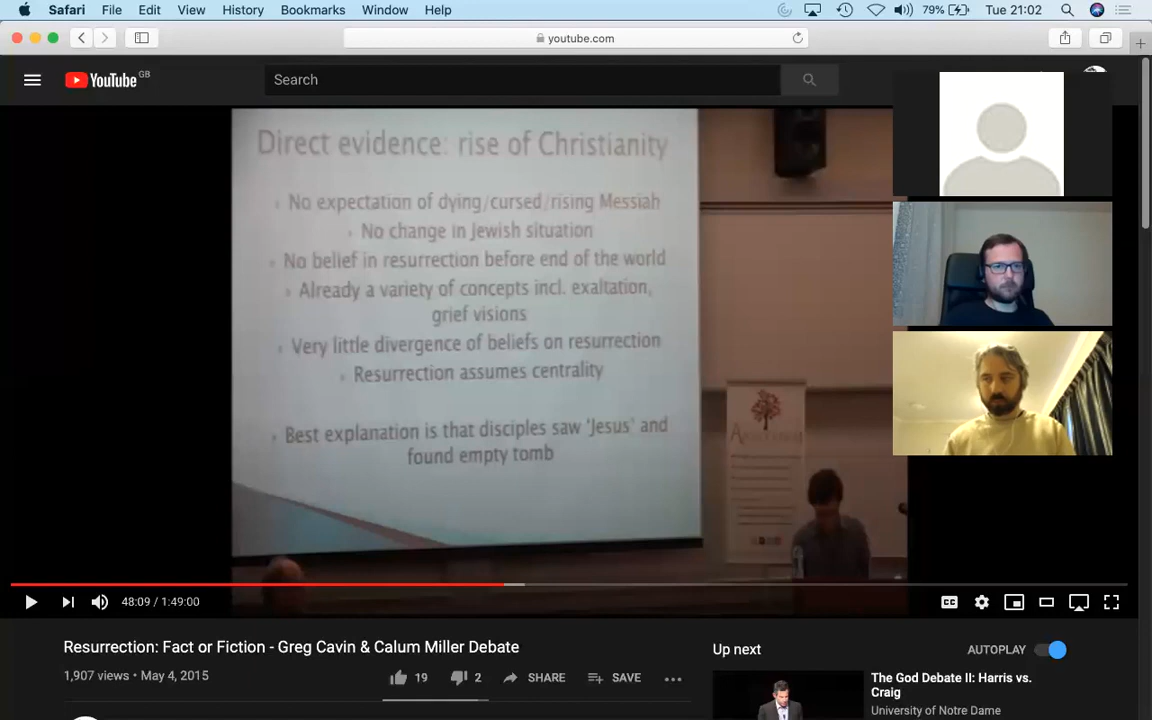 Safari File Edit View History Bookmarks Window Help 79% Tue 21:02
youtube.com
YouTube GB Search
Direct evidence: rise of Christianity
No expectation of dying/cursed/rising Messiah
No change in Jewish situation
No belief in resurrection before end of the world
Already a variety of concepts incl. exaltation,
grief visions
Very little divergence of beliefs on resurrection
Resurrection assumes centrality
Best explanation is that disciples saw 'Jesus' and
found empty tomb
48:09 / 1:49:00 CC
Resurrection: Fact or Fiction - Greg Cavin & Calum Miller Debate
1,907 views • May 4, 2015 19 2 SHARE SAVE
Up next AUTOPLAY
The God Debate II: Harris vs.
Craig
University of Notre Dame